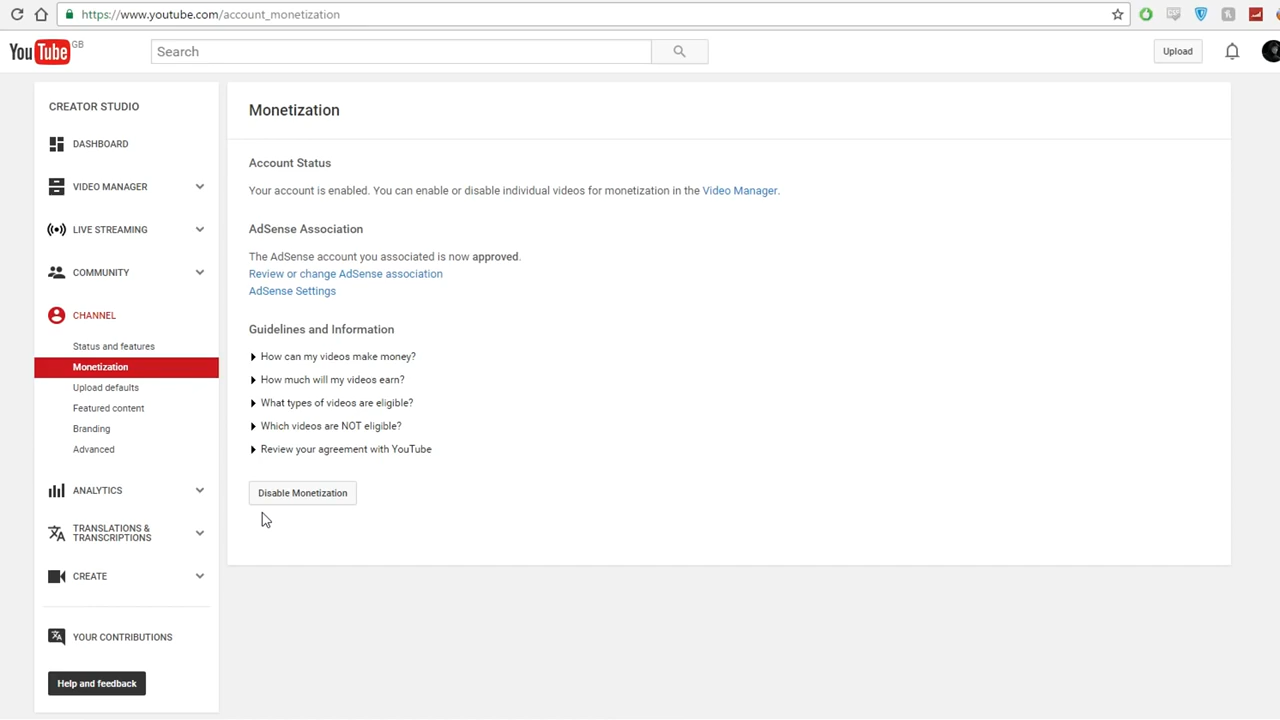 https://www.youtube.com/account_monetization
YouTube GB
Search
Upload
CREATOR STUDIO
DASHBOARD
VIDEO MANAGER
LIVE STREAMING
COMMUNITY
CHANNEL
Status and features
Monetization
Upload defaults
Featured content
Branding
Advanced
ANALYTICS
TRANSLATIONS &
TRANSCRIPTIONS
CREATE
YOUR CONTRIBUTIONS
Help and feedback
Monetization
Account Status
Your account is enabled. You can enable or disable individual videos for monetization in the Video Manager.
AdSense Association
The AdSense account you associated is now approved.
Review or change AdSense association
AdSense Settings
Guidelines and Information
How can my videos make money?
How much will my videos earn?
What types of videos are eligible?
Which videos are NOT eligible?
Review your agreement with YouTube
Disable Monetization